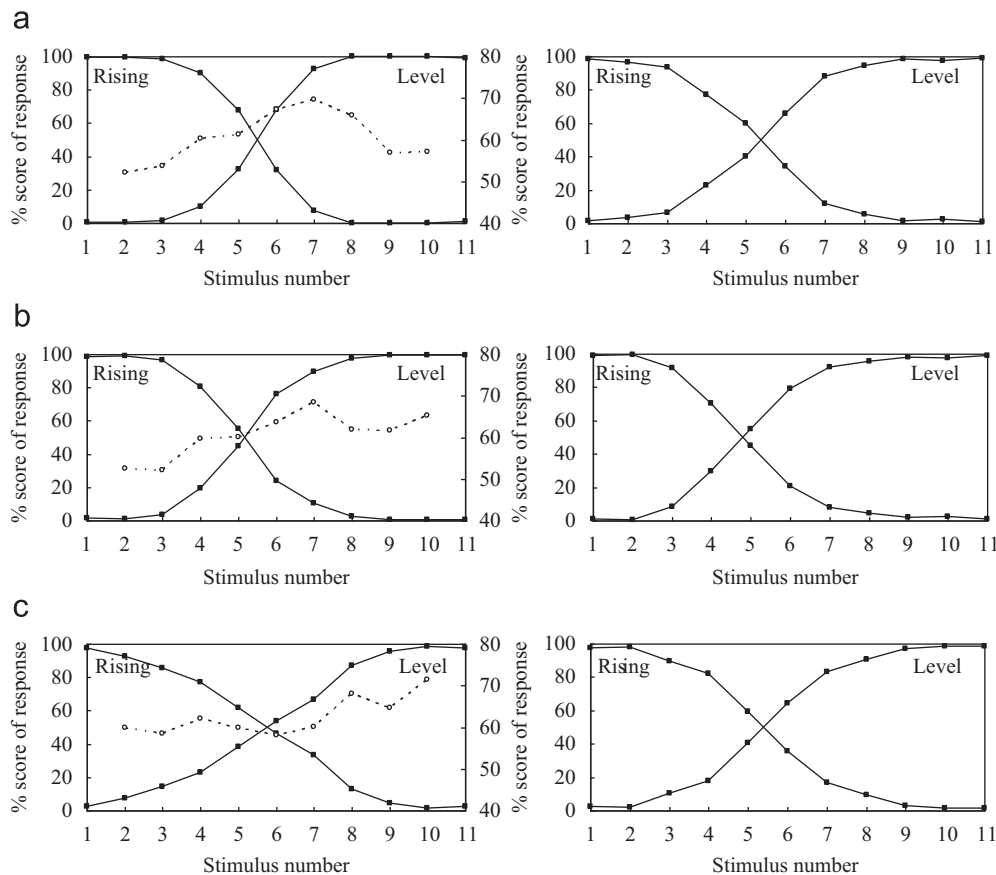 a
100 80 100
Rising Level Rising Level
80 70 80
60 60 60
40 40
50
20 20
0 40 0
1 2 3 4 5 6 7 8 9 10 11 1 2 3 4 5 6 7 8 9 10 11
% score of response % score of response
Stimulus number Stimulus number
b
100 80 100
Rising Level Rising Level
80 70 80
60 60 60
40 40
50
20 20
0 40 0
1 2 3 4 5 6 7 8 9 10 11 1 2 3 4 5 6 7 8 9 10 11
% score of response % score of response
Stimulus number Stimulus number
c
100 80 100
Rising Level Rising Level
80 70 80
60 60 60
40 40
50
20 20
0 40 0
1 2 3 4 5 6 7 8 9 10 11 1 2 3 4 5 6 7 8 9 10 11
% score of response % score of response
Stimulus number Stimulus number